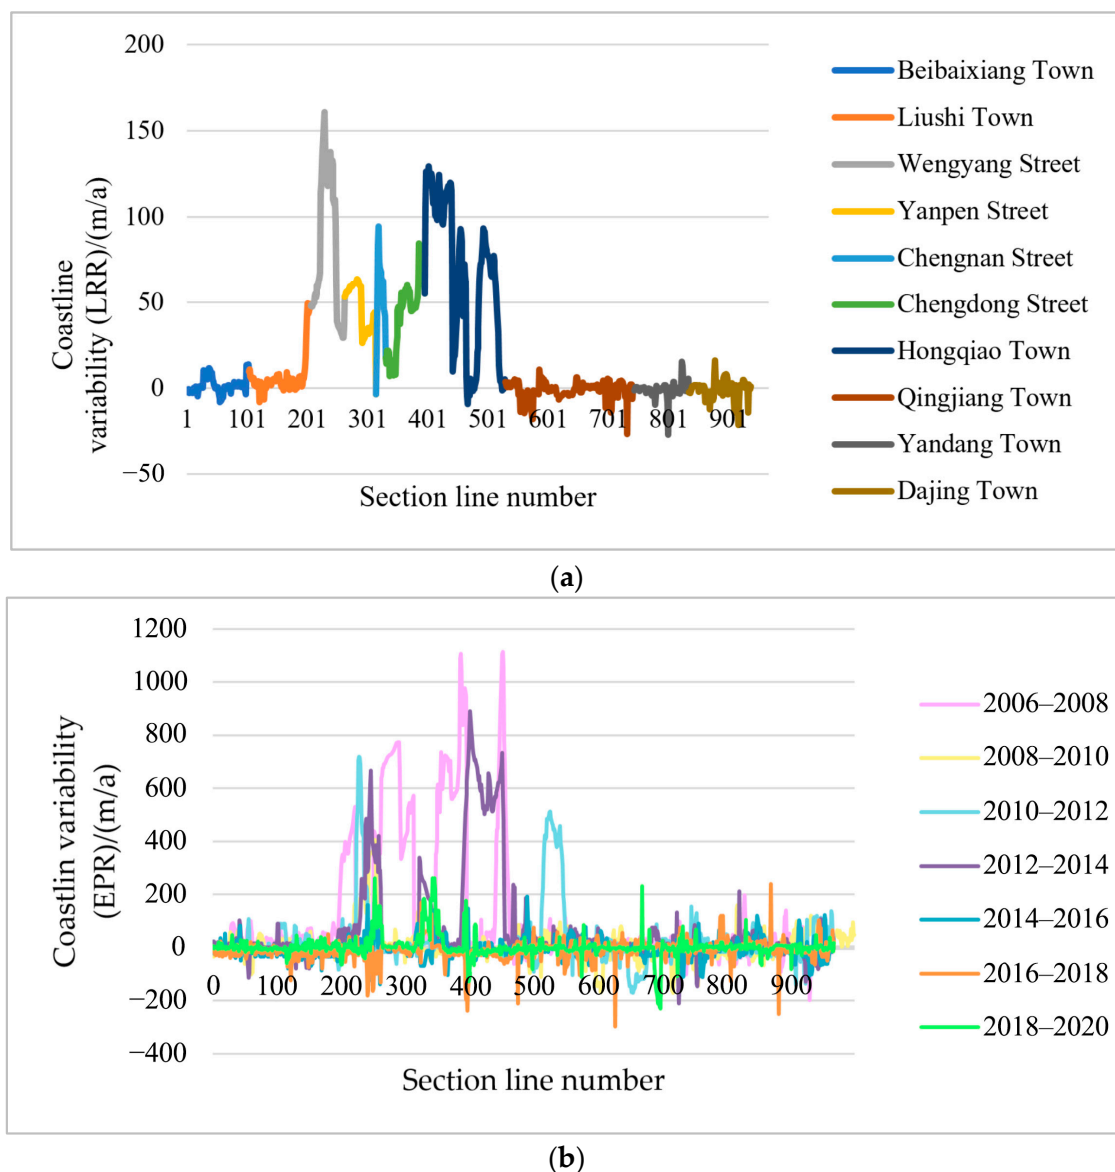 200
150
100
50
0
−50
1 101 201 301 401 501 601 701 801 901
Coastline
variability (LRR)/(m/a)
Section line number
Beibaixiang Town
Liushi Town
Wengyang Street
Yanpen Street
Chengnan Street
Chengdong Street
Hongqiao Town
Qingjiang Town
Yandang Town
Dajing Town
(a)
1200
1000
800
600
400
200
0
−200
−400
0 100 200 300 400 500 600 700 800 900
Coastlin variability
(EPR)/(m/a)
Section line number
2006–2008
2008–2010
2010–2012
2012–2014
2014–2016
2016–2018
2018–2020
(b)